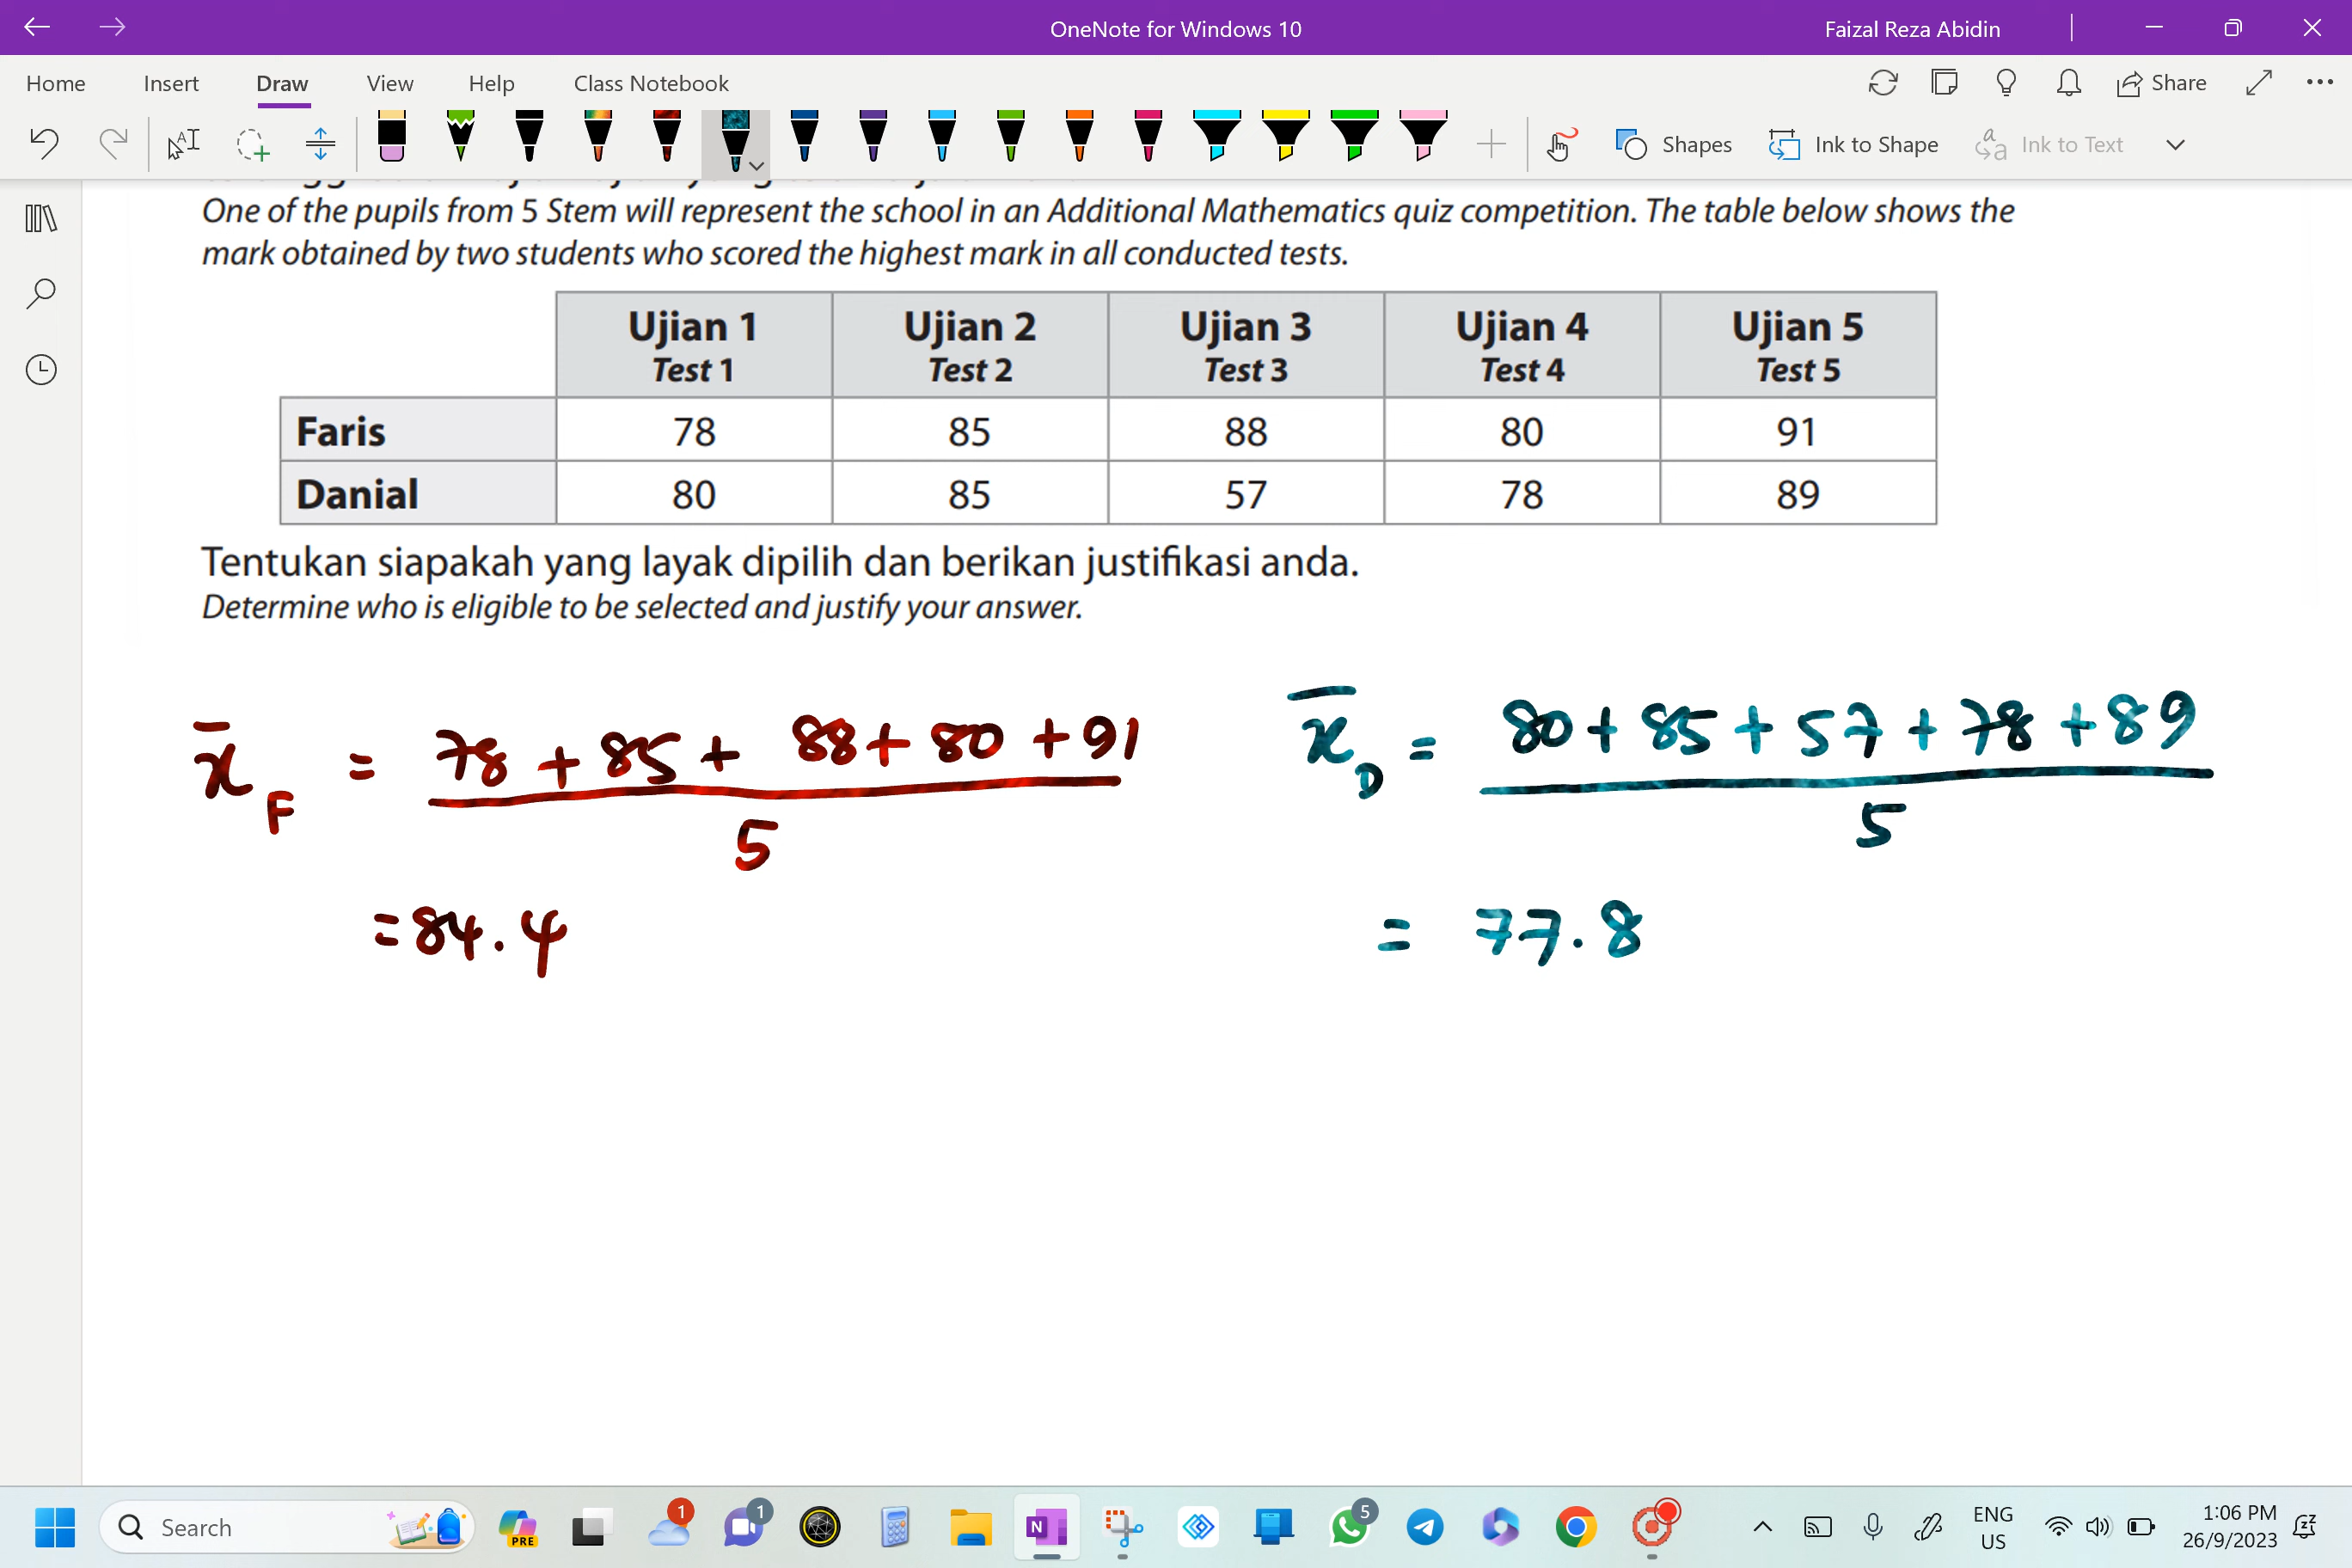 OneNote for Windows 10
Faizal Reza Abidin
Home Insert Draw View Help Class Notebook Share
Shapes Ink to Shape Ink to Text
One of the pupils from 5 Stem will represent the school in an Additional Mathematics quiz competition. The table below shows the
mark obtained by two students who scored the highest mark in all conducted tests.
Ujian 1 Ujian 2 Ujian 3 Ujian 4 Ujian 5
Test 1 Test 2 Test 3 Test 4 Test 5
Faris 78 85 88 80 91
Danial 80 85 57 78 89
Tentukan siapakah yang layak dipilih dan berikan justifikasi anda.
Determine who is eligible to be selected and justify your answer.
x̄F = 78 + 85 + 88 + 80 + 91
5
= 84.4
x̄D = 80 + 85 + 57 + 78 + 89
5
= 77.8
Search PRE 1 1 N 5 ENG 1:06 PM
US 26/9/2023